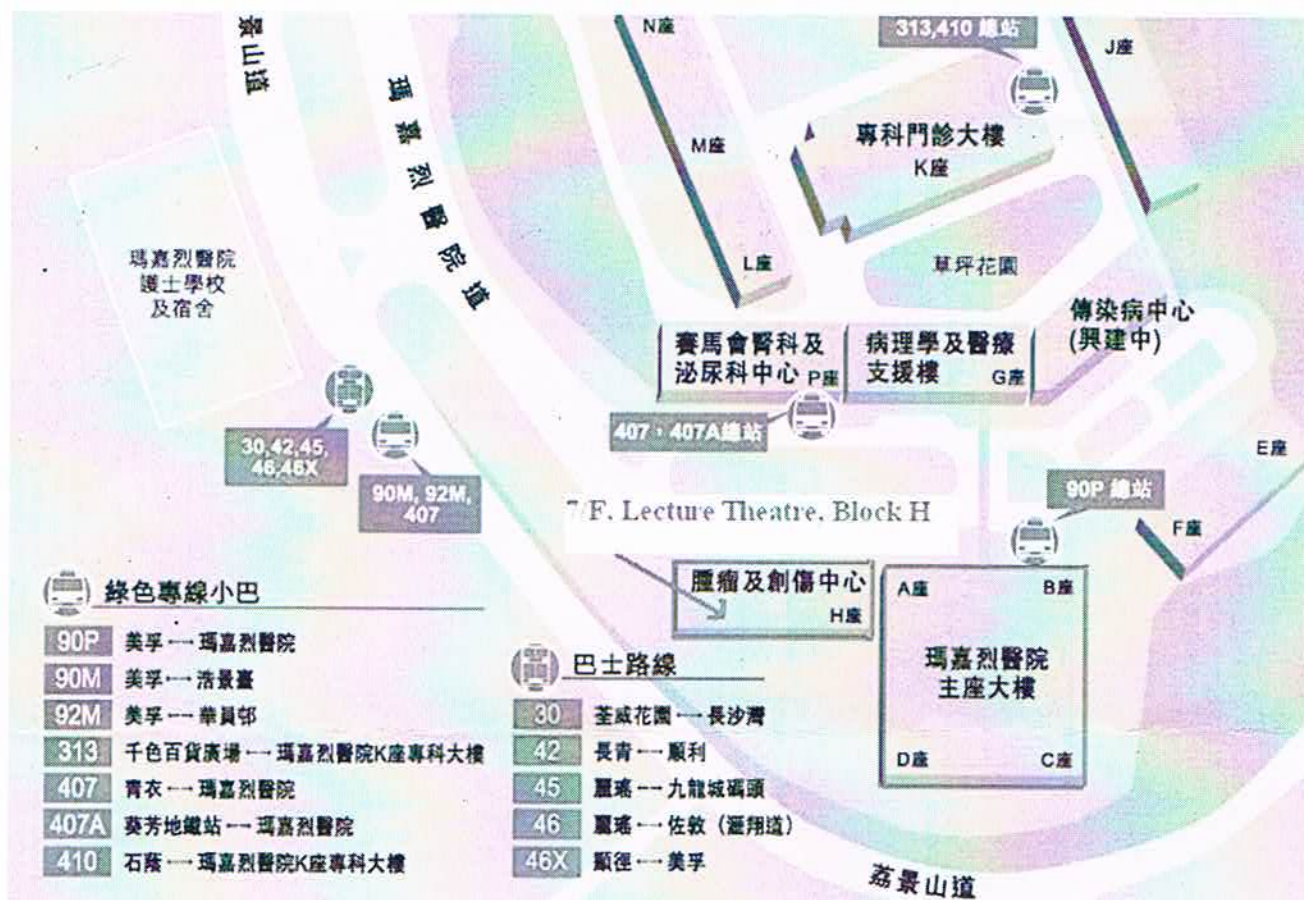 景山道
瑪嘉烈醫院道
N座
313,410 總站
J座
M座
專科門診大樓
K座
瑪嘉烈醫院
護士學校
及宿舍
L座
草坪花園
傳染病中心
(興建中)
賽馬會腎科及
泌尿科中心 P座
病理學及醫療
支援樓 G座
407,407A總站
30,42,45,
46,46X
90M, 92M,
407
E座
90P 總站
7/F, Lecture Theatre, Block H
F座
腫瘤及創傷中心
H座
A座
B座
瑪嘉烈醫院
主座大樓
D座
C座
綠色專線小巴
90P 美孚←→瑪嘉烈醫院
90M 美孚←→浩景臺
92M 美孚←→華員邨
313 千色百貨廣場←→瑪嘉烈醫院K座專科大樓
407 青衣←→瑪嘉烈醫院
407A 葵芳地鐵站←→瑪嘉烈醫院
410 石蔭←→瑪嘉烈醫院K座專科大樓
巴士路線
30 荃威花園←→長沙灣
42 長青←→順利
45 麗瑤←→九龍城碼頭
46 麗瑤←→佐敦(匯翔道)
46X 顯徑←→美孚
荔景山道